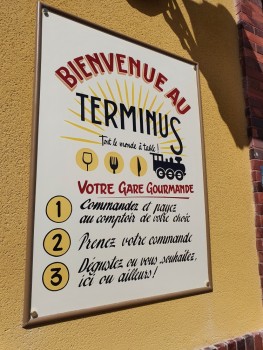 BIENVENUE AU
TERMINUS
Tout le monde à table !
VOTRE GARE GOURMANDE
1 Commandez et payez
au comptoir de votre choix
2 Prenez votre commande
3 Dégustez où vous souhaitez,
ici ou ailleurs !